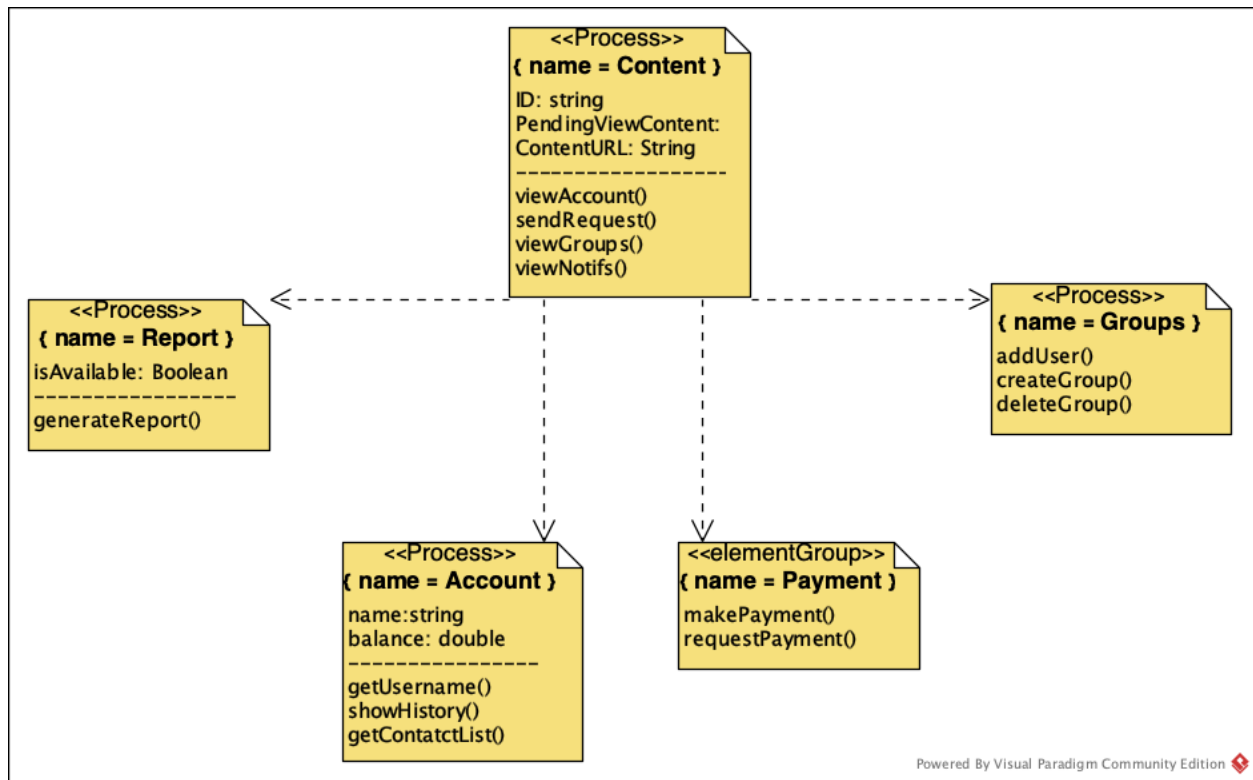 <<Process>>
{ name = Content }
ID: string
PendingViewContent:
ContentURL: String
-------------------
viewAccount()
sendRequest()
viewGroups()
viewNotifs()
<<Process>>
{ name = Report }
isAvailable: Boolean
------------------
generateReport()
<<Process>>
{ name = Groups }
addUser()
createGroup()
deleteGroup()
<<Process>>
{ name = Account }
name:string
balance: double
-----------------
getUsername()
showHistory()
getContatctList()
<<elementGroup>>
{ name = Payment }
makePayment()
requestPayment()
Powered By Visual Paradigm Community Edition